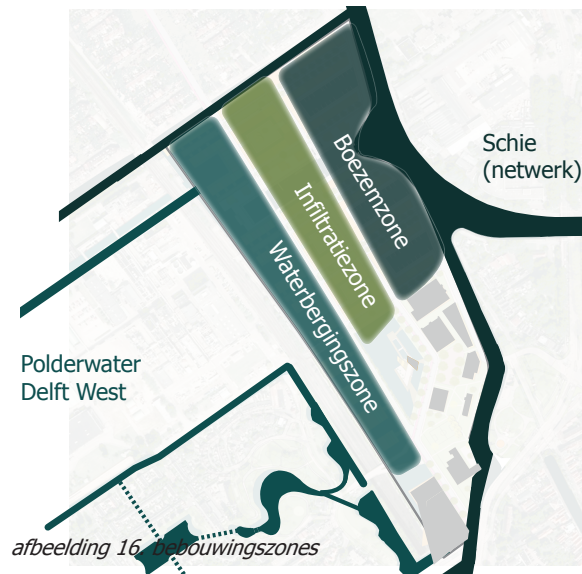 Schie
(netwerk)
Boezemzone
Infiltratiezone
Waterbergingszone
Polderwater
Delft West
afbeelding 16. bebouwingszones